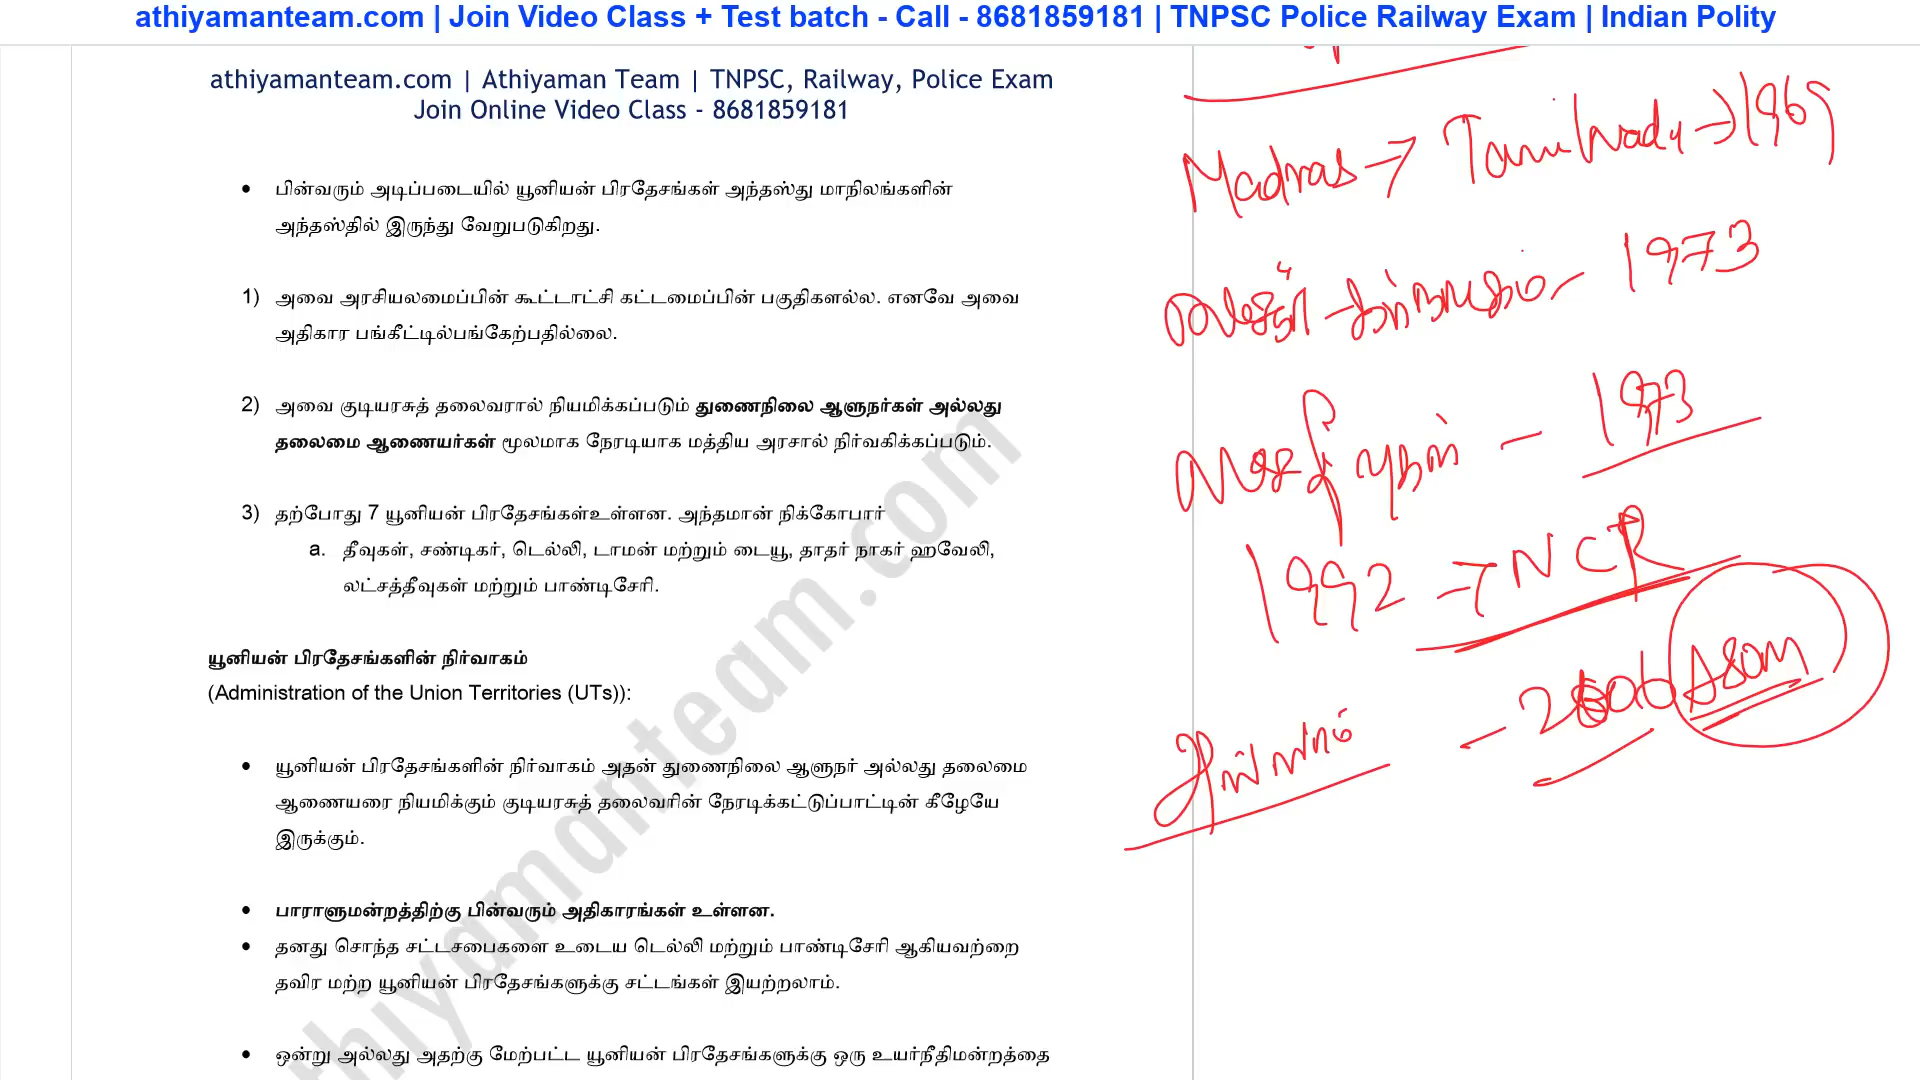 athiyamanteam.com | Join Video Class + Test batch - Call - 8681859181 | TNPSC Police Railway Exam | Indian Polity
athiyamanteam.com | Athiyaman Team | TNPSC, Railway, Police Exam
Join Online Video Class - 8681859181
• பின்வரும் அடிப்படையில் யூனியன் பிரதேசங்கள் அந்தஸ்து மாநிலங்களின்
அந்தஸ்தில் இருந்து வேறுபடுகிறது.
1) அவை அரசியலமைப்பின் கூட்டாட்சி கட்டமைப்பின் பகுதிகளல்ல. எனவே அவை
அதிகார பங்கீட்டில்பங்கேற்பதில்லை.
2) அவை குடியரசுத் தலைவரால் நியமிக்கப்படும் துணைநிலை ஆளுநர்கள் அல்லது
தலைமை ஆணையர்கள் மூலமாக நேரடியாக மத்திய அரசால் நிர்வகிக்கப்படும்.
3) தற்போது 7 யூனியன் பிரதேசங்கள்உள்ளன. அந்தமான் நிக்கோபார்
a. தீவுகள், சண்டிகர், டெல்லி, டாமன் மற்றும் டையூ, தாதர் நாகர் ஹவேலி,
லட்சத்தீவுகள் மற்றும் பாண்டிசேரி.
யூனியன் பிரதேசங்களின் நிர்வாகம்
(Administration of the Union Territories (UTs)):
• யூனியன் பிரதேசங்களின் நிர்வாகம் அதன் துணைநிலை ஆளுநர் அல்லது தலைமை
ஆணையரை நியமிக்கும் குடியரசுத் தலைவரின் நேரடிக்கட்டுப்பாட்டின் கீழேயே
இருக்கும்.
• பாராளுமன்றத்திற்கு பின்வரும் அதிகாரங்கள் உள்ளன.
• தனது சொந்த சட்டசபைகளை உடைய டெல்லி மற்றும் பாண்டிசேரி ஆகியவற்றை
தவிர மற்ற யூனியன் பிரதேசங்களுக்கு சட்டங்கள் இயற்றலாம்.
• ஒன்று அல்லது அதற்கு மேற்பட்ட யூனியன் பிரதேசங்களுக்கு ஒரு உயர்நீதிமன்றத்தை
Madras → Tamil Nadu → 1969
மைசூர் - கர்நாடகம் - 1973
- 1973
1992 → NCR
- 2006 Asom
athiyamanteam.com